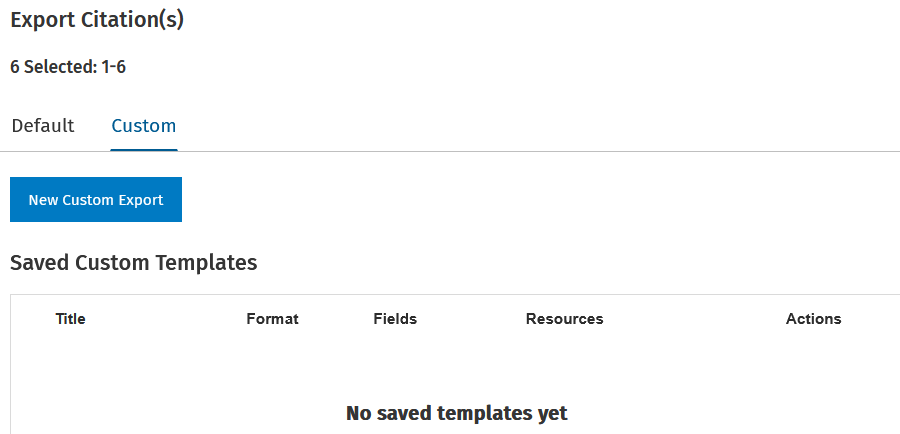 Export Citation(s)
6 Selected: 1-6
Default Custom
New Custom Export
Saved Custom Templates
Title Format Fields Resources Actions
No saved templates yet